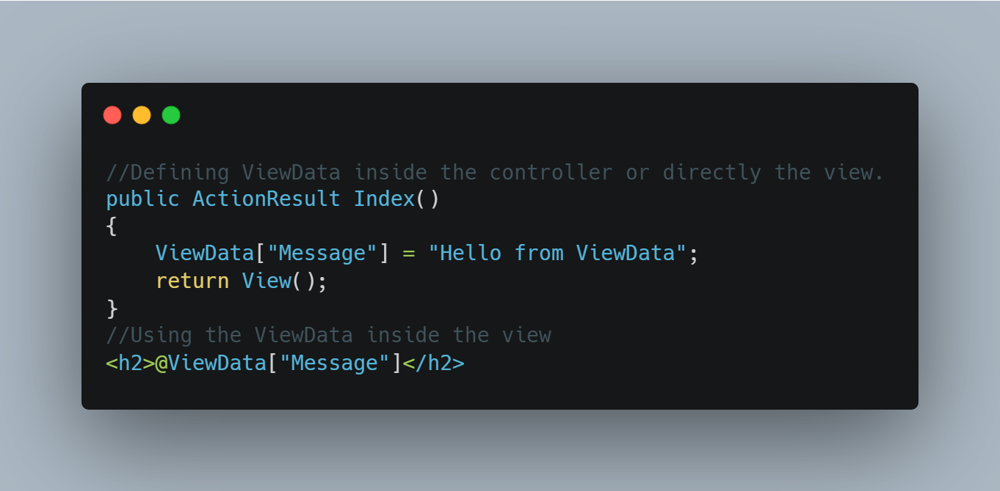 //Defining ViewData inside the controller or directly the view.
public ActionResult Index()
{
    ViewData["Message"] = "Hello from ViewData";
    return View();
}
//Using the ViewData inside the view
<h2>@ViewData["Message"]</h2>